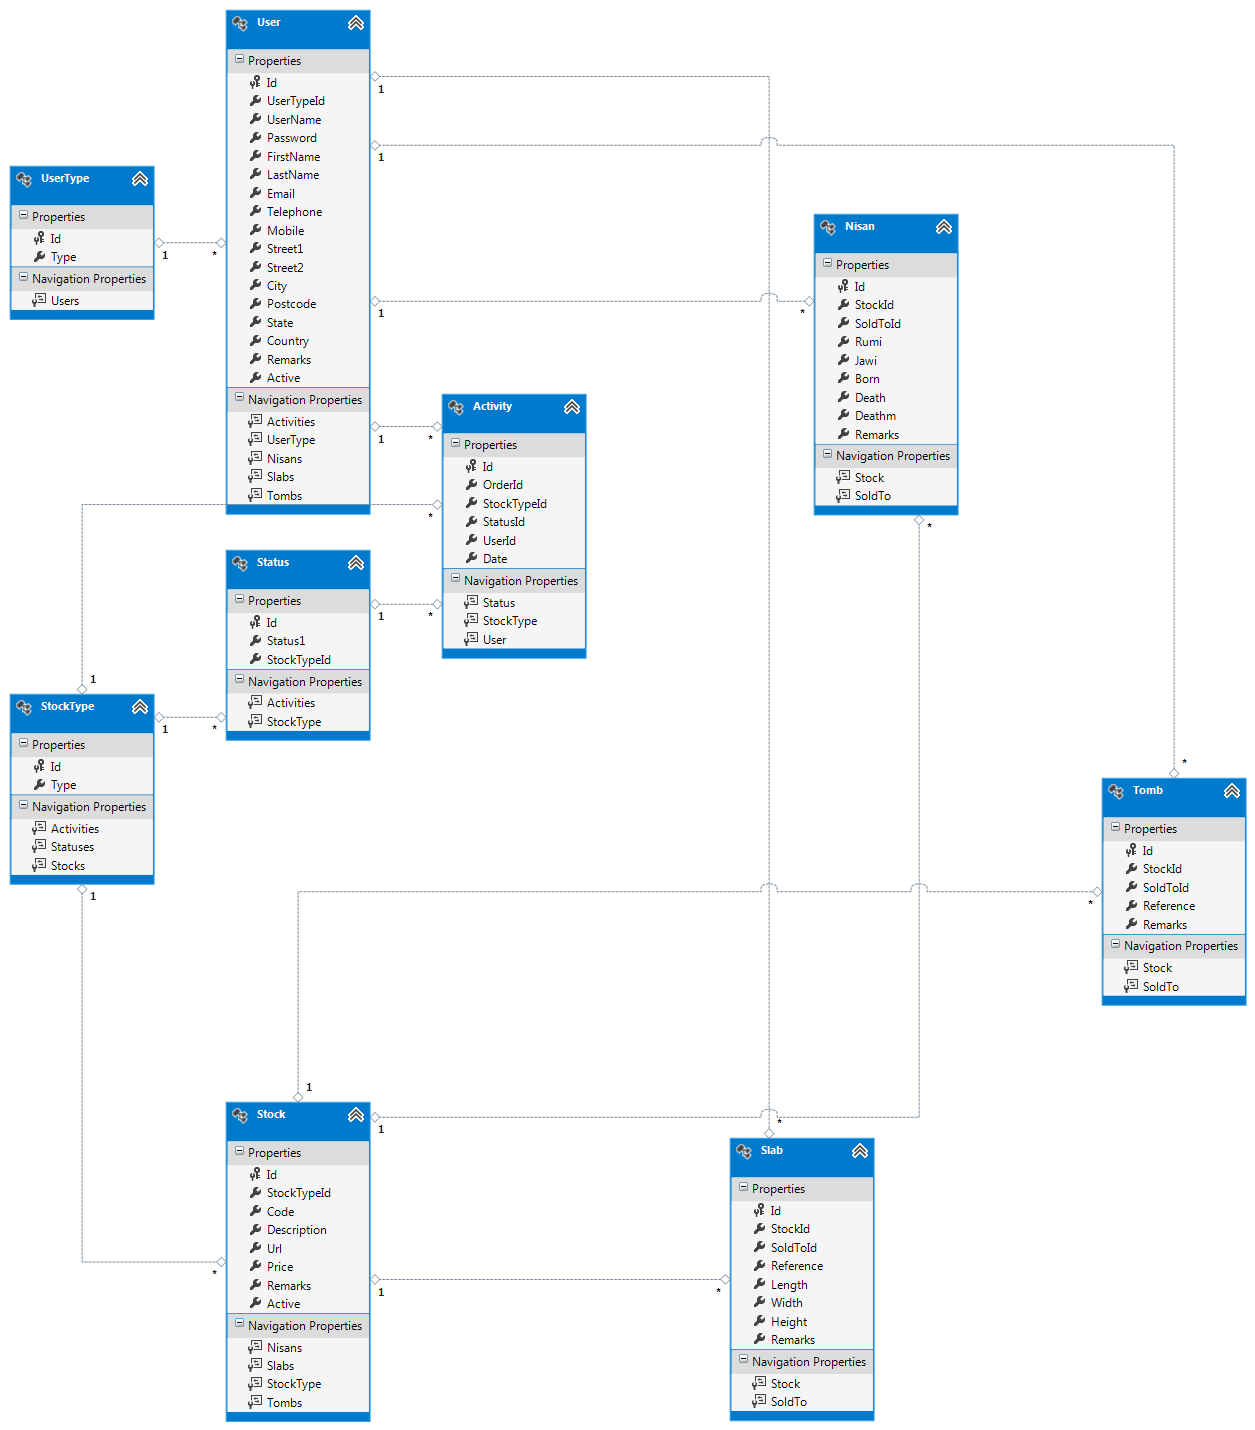 User
Properties
Id
UserTypeId
UserName
Password
FirstName
LastName
Email
Telephone
Mobile
Street1
Street2
City
Postcode
State
Country
Remarks
Active
Navigation Properties
Activities
UserType
Nisans
Slabs
Tombs
1
1
1
1
*
UserType
Properties
Id
Type
Navigation Properties
Users
1
*
Nisan
Properties
Id
StockId
SoldToId
Rumi
Jawi
Born
Death
Deathm
Remarks
Navigation Properties
Stock
SoldTo
*
*
Activity
Properties
Id
OrderId
StockTypeId
StatusId
UserId
Date
Navigation Properties
Status
StockType
User
*
Status
Properties
Id
Status1
StockTypeId
Navigation Properties
Activities
StockType
1
*
1
StockType
Properties
Id
Type
Navigation Properties
Activities
Statuses
Stocks
1
*
1
*
Tomb
Properties
Id
StockId
SoldToId
Reference
Remarks
Navigation Properties
Stock
SoldTo
*
1
Stock
Properties
Id
StockTypeId
Code
Description
Url
Price
Remarks
Active
Navigation Properties
Nisans
Slabs
StockType
Tombs
1
*
1
*
*
Slab
Properties
Id
StockId
SoldToId
Reference
Length
Width
Height
Remarks
Navigation Properties
Stock
SoldTo